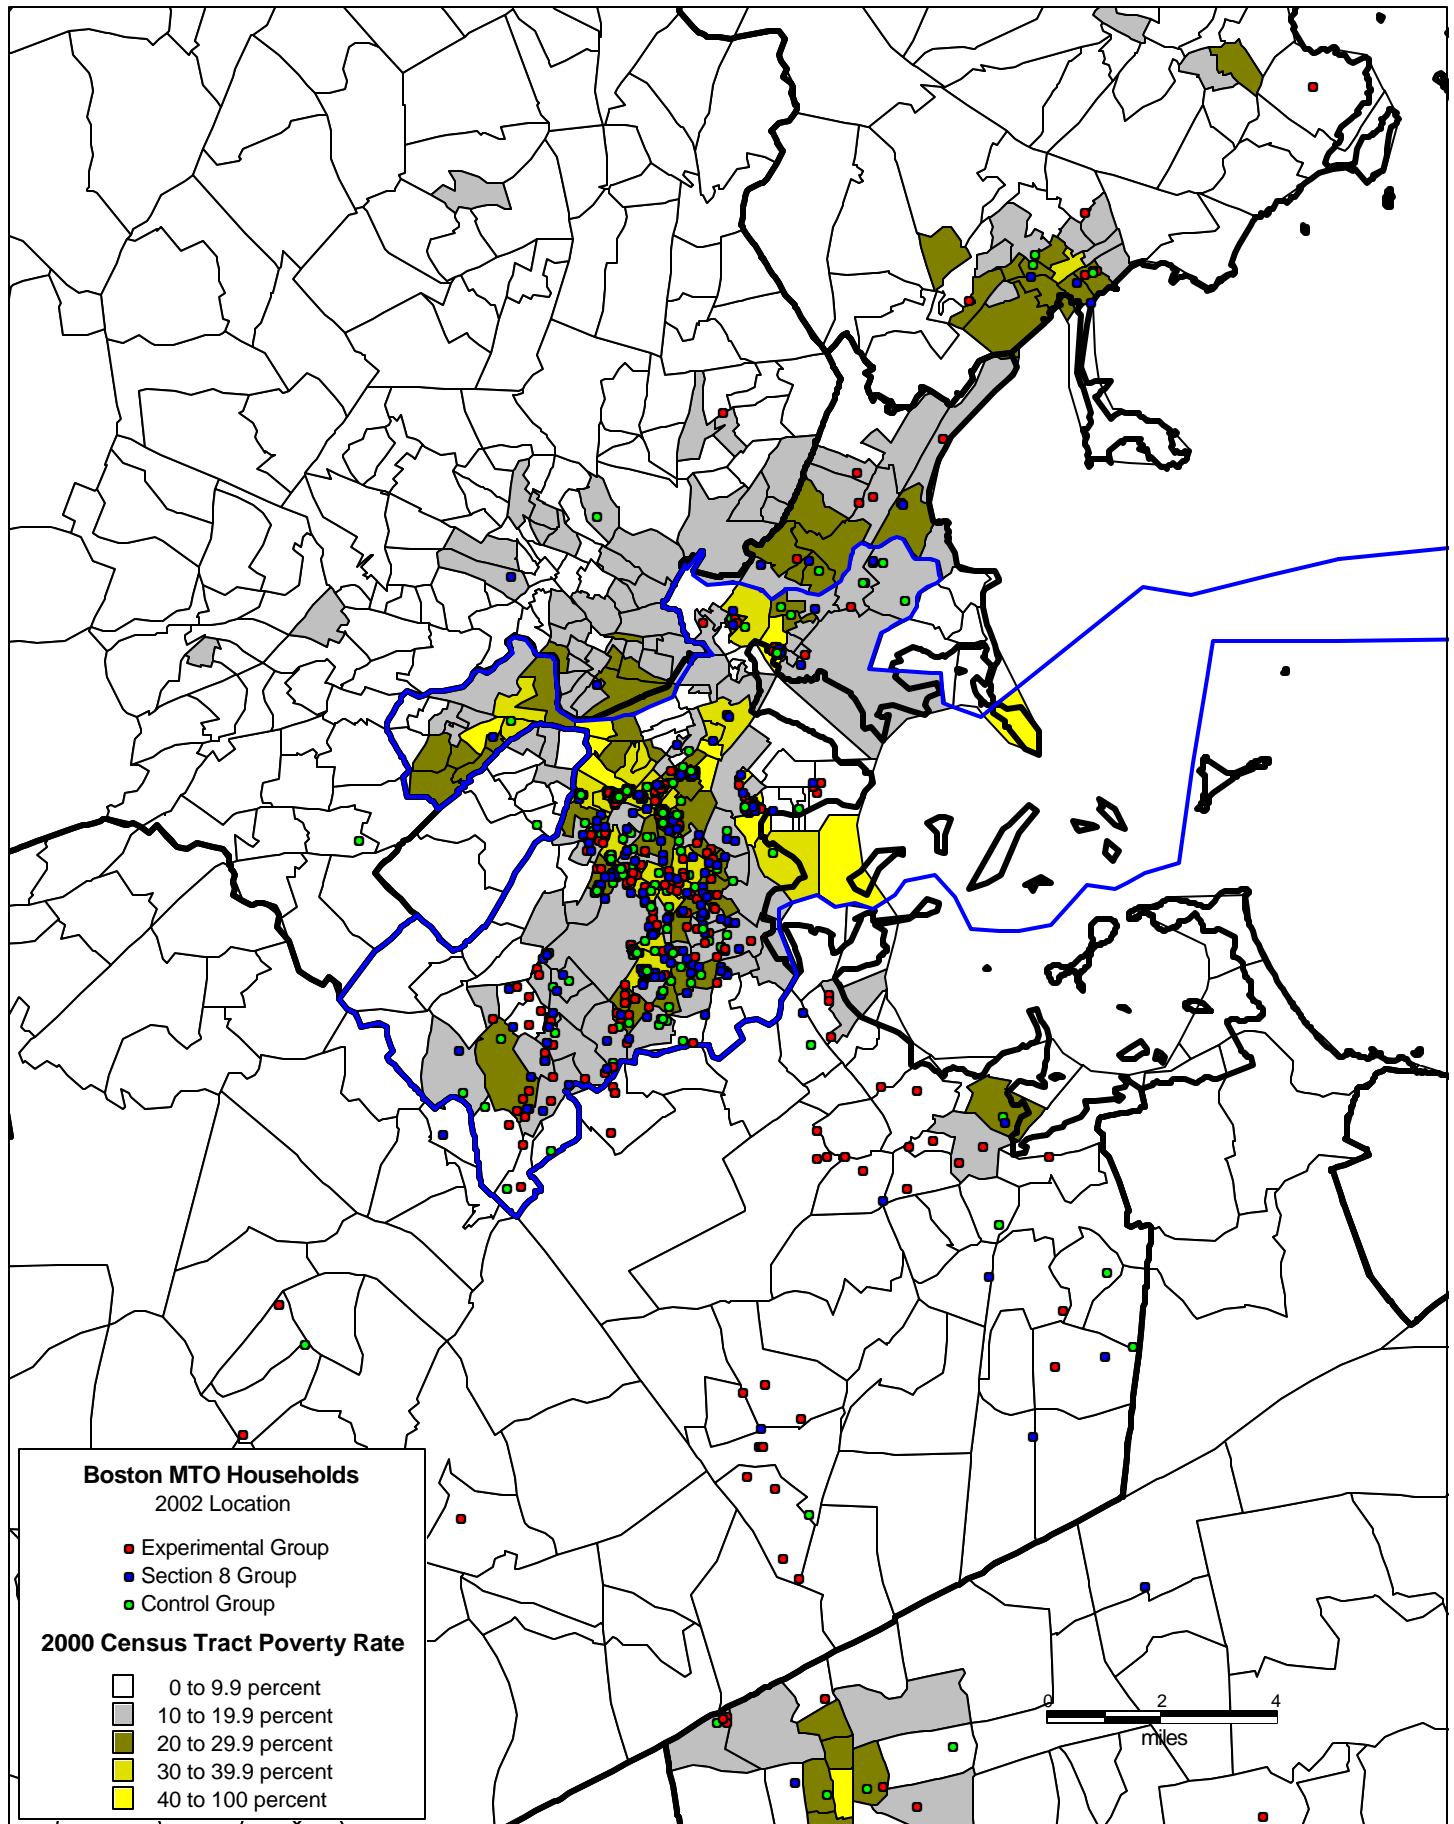 Boston MTO Households
2002 Location
Experimental Group
Section 8 Group
Control Group
2000 Census Tract Poverty Rate
0 to 9.9 percent
10 to 19.9 percent
20 to 29.9 percent
30 to 39.9 percent
40 to 100 percent
0 2 4
miles